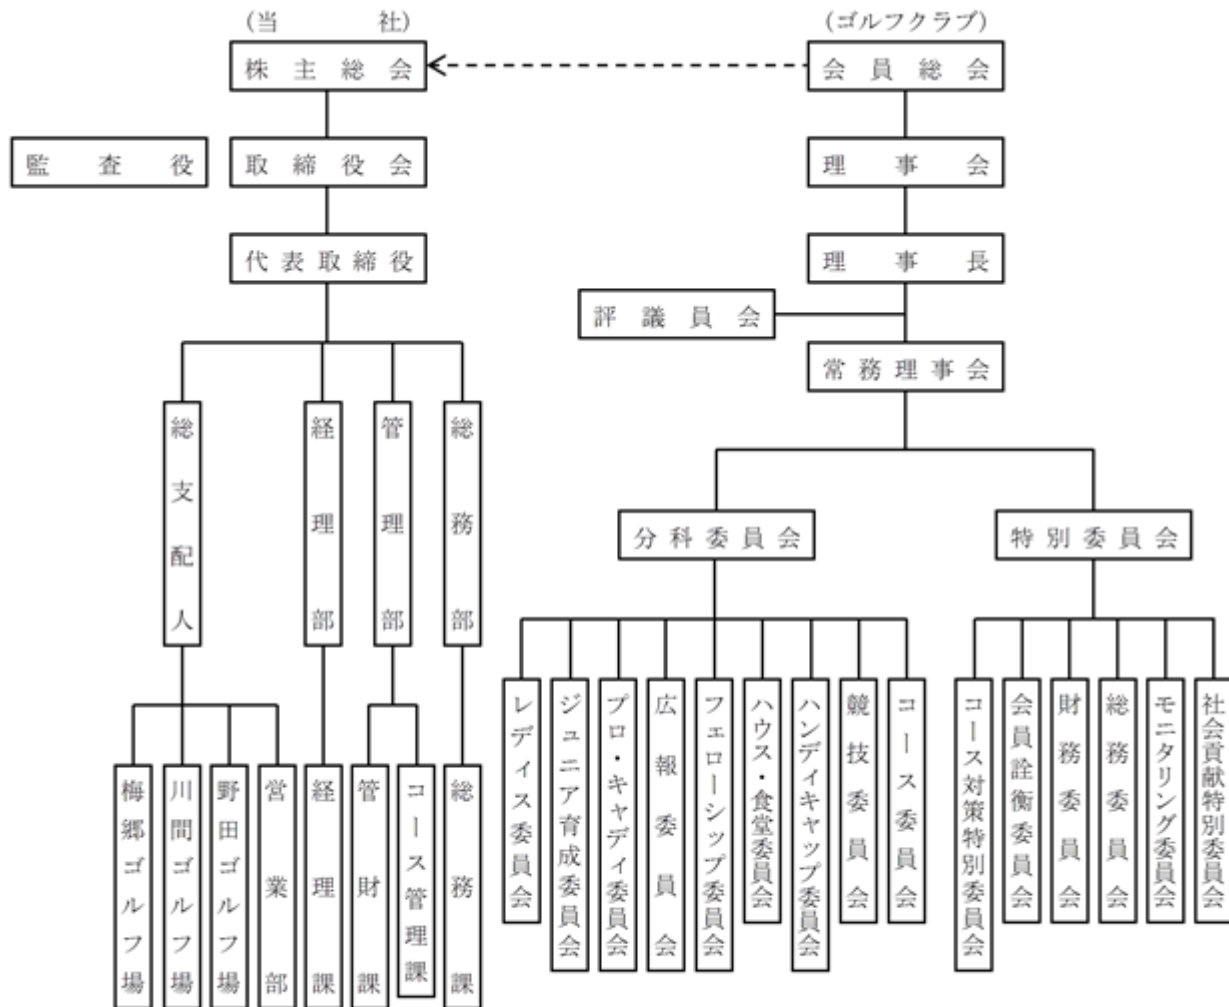 (当社)
(ゴルフクラブ)
株主総会
会員総会
監査役
取締役会
理事会
代表取締役
理事長
評議員会
常務理事会
総支配人
経理部
管理部
総務部
分科委員会
特別委員会
梅郷ゴルフ場
川間ゴルフ場
野田ゴルフ場
営業部
経理課
管財課
コース管理課
総務課
レディス委員会
ジュニア育成委員会
プロ・キャディ委員会
広報委員会
フェローシップ委員会
ハウス・食堂委員会
ハンディキャップ委員会
競技委員会
コース委員会
コース対策特別委員会
会員詮衡委員会
財務委員会
総務委員会
モニタリング委員会
社会貢献特別委員会